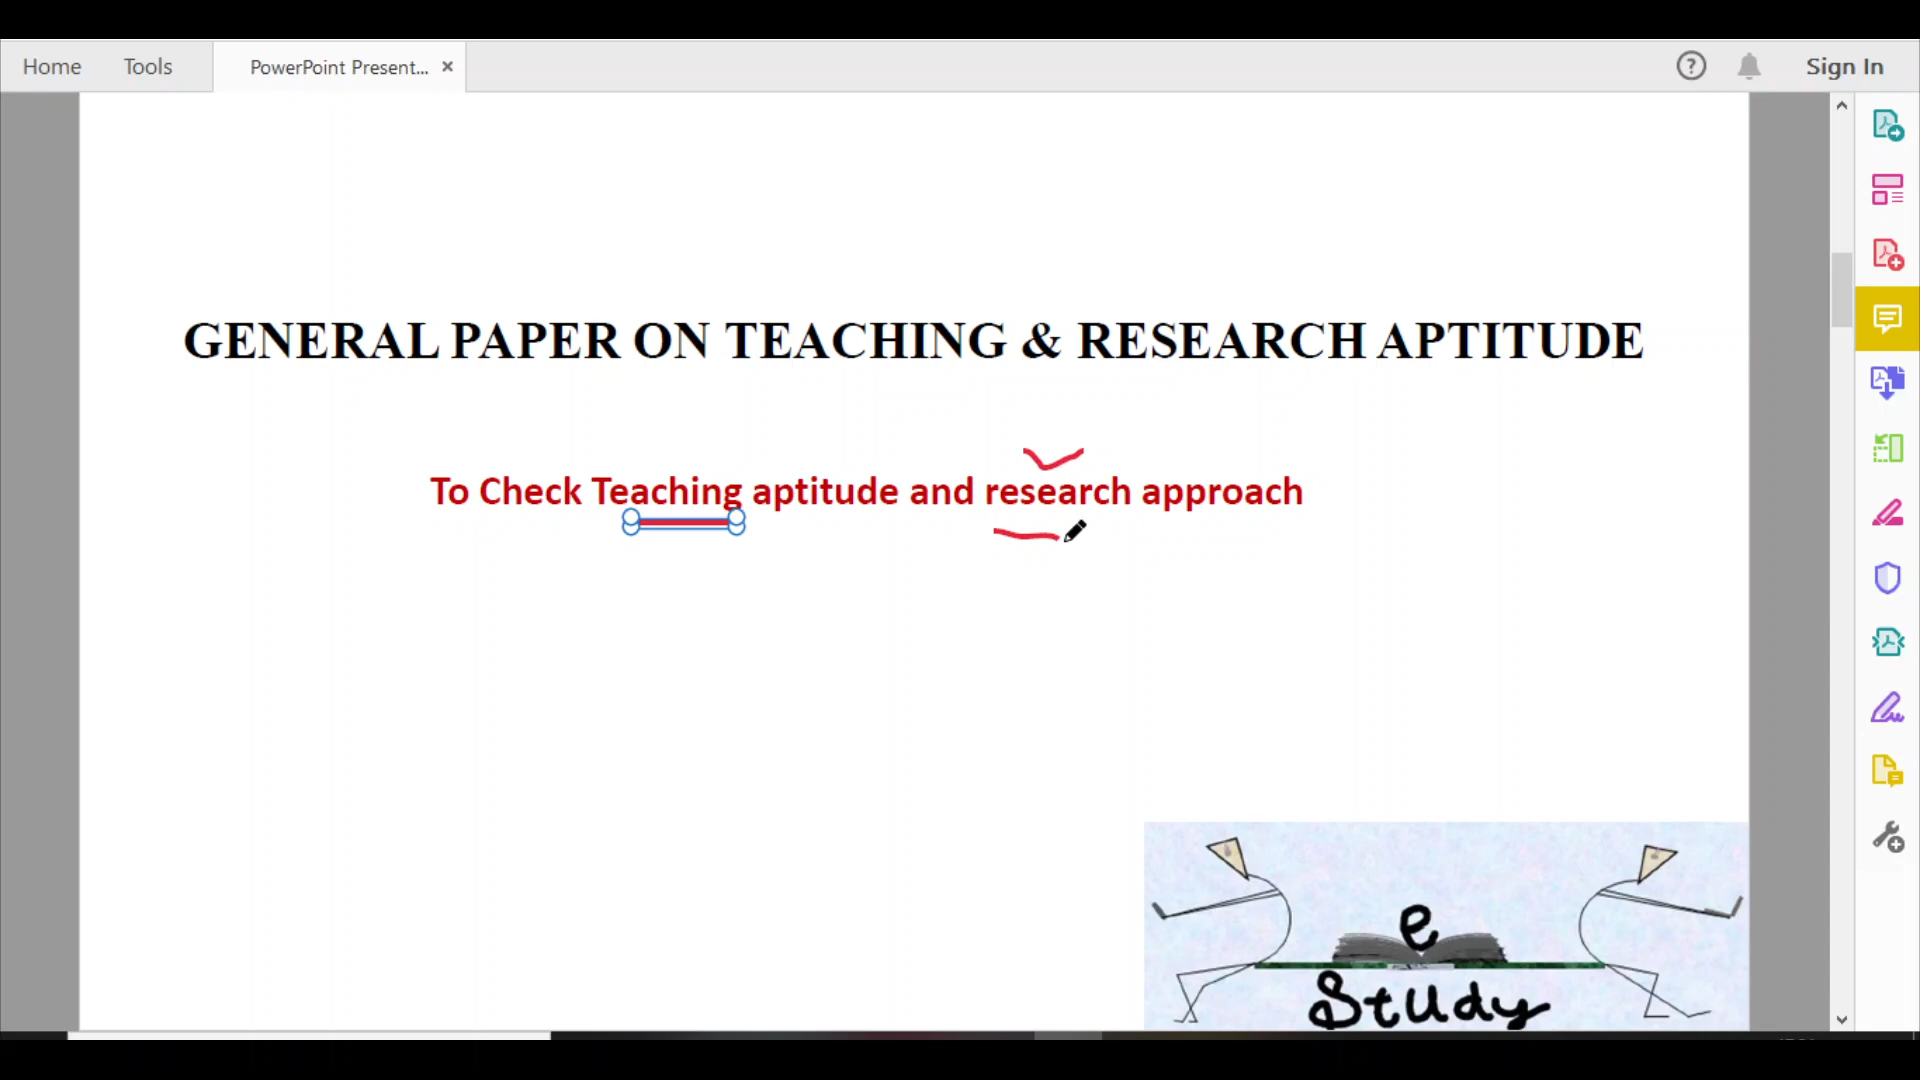 Home Tools PowerPoint Present... × ? Sign In
GENERAL PAPER ON TEACHING & RESEARCH APTITUDE
To Check Teaching aptitude and research approach
e
Study